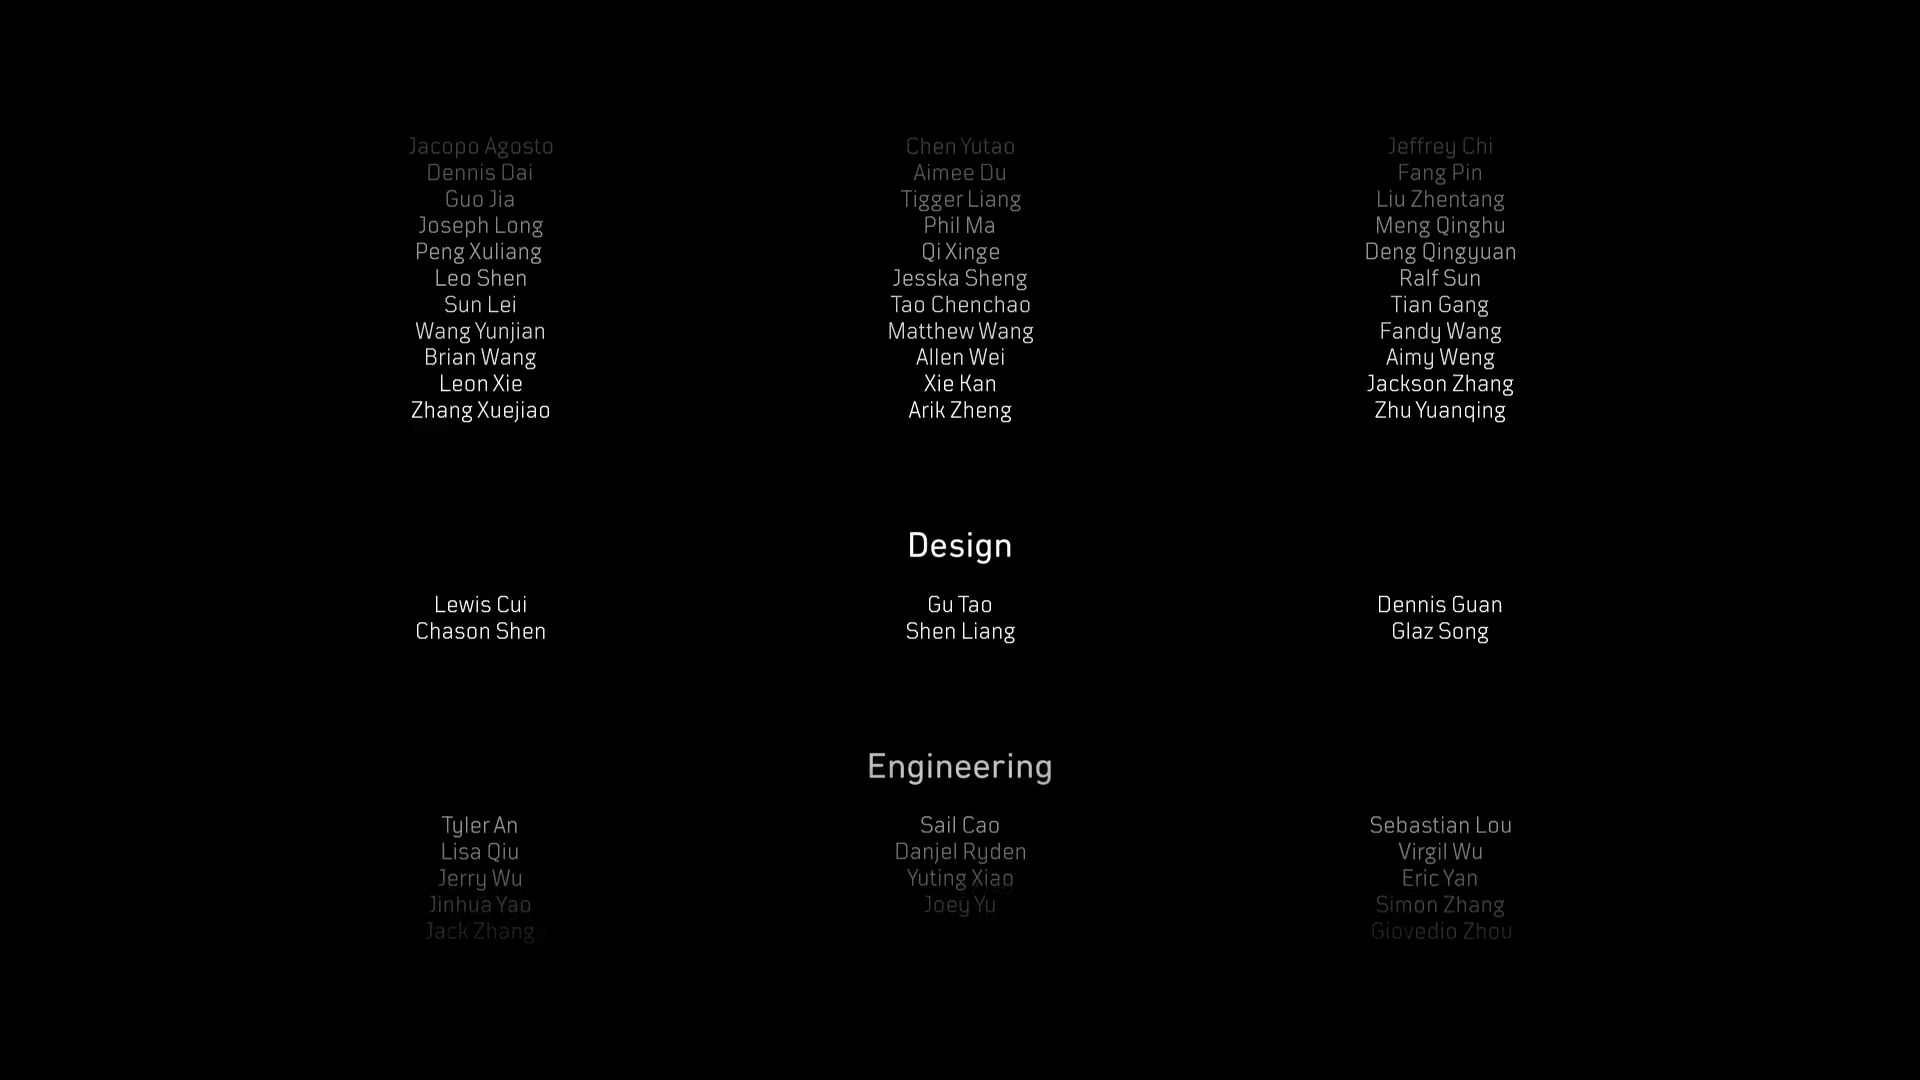 Jacopo Agosto Chen Yutao Jeffrey Chi
Dennis Dai Aimee Du Fang Pin
Guo Jia Tigger Liang Liu Zhentang
Joseph Long Phil Ma Meng Qinghu
Peng Xuliang Qi Xinge Deng Qingyuan
Leo Shen Jesska Sheng Ralf Sun
Sun Lei Tao Chenchao Tian Gang
Wang Yunjian Matthew Wang Fandy Wang
Brian Wang Allen Wei Aimy Weng
Leon Xie Xie Kan Jackson Zhang
Zhang Xuejiao Arik Zheng Zhu Yuanqing
Design
Lewis Cui Gu Tao Dennis Guan
Chason Shen Shen Liang Glaz Song
Engineering
Tyler An Sail Cao Sebastian Lou
Lisa Qiu Danjel Ryden Virgil Wu
Jerry Wu Yuting Xiao Eric Yan
Jinhua Yao Joey Yu Simon Zhang
Jack Zhang Giovedio Zhou